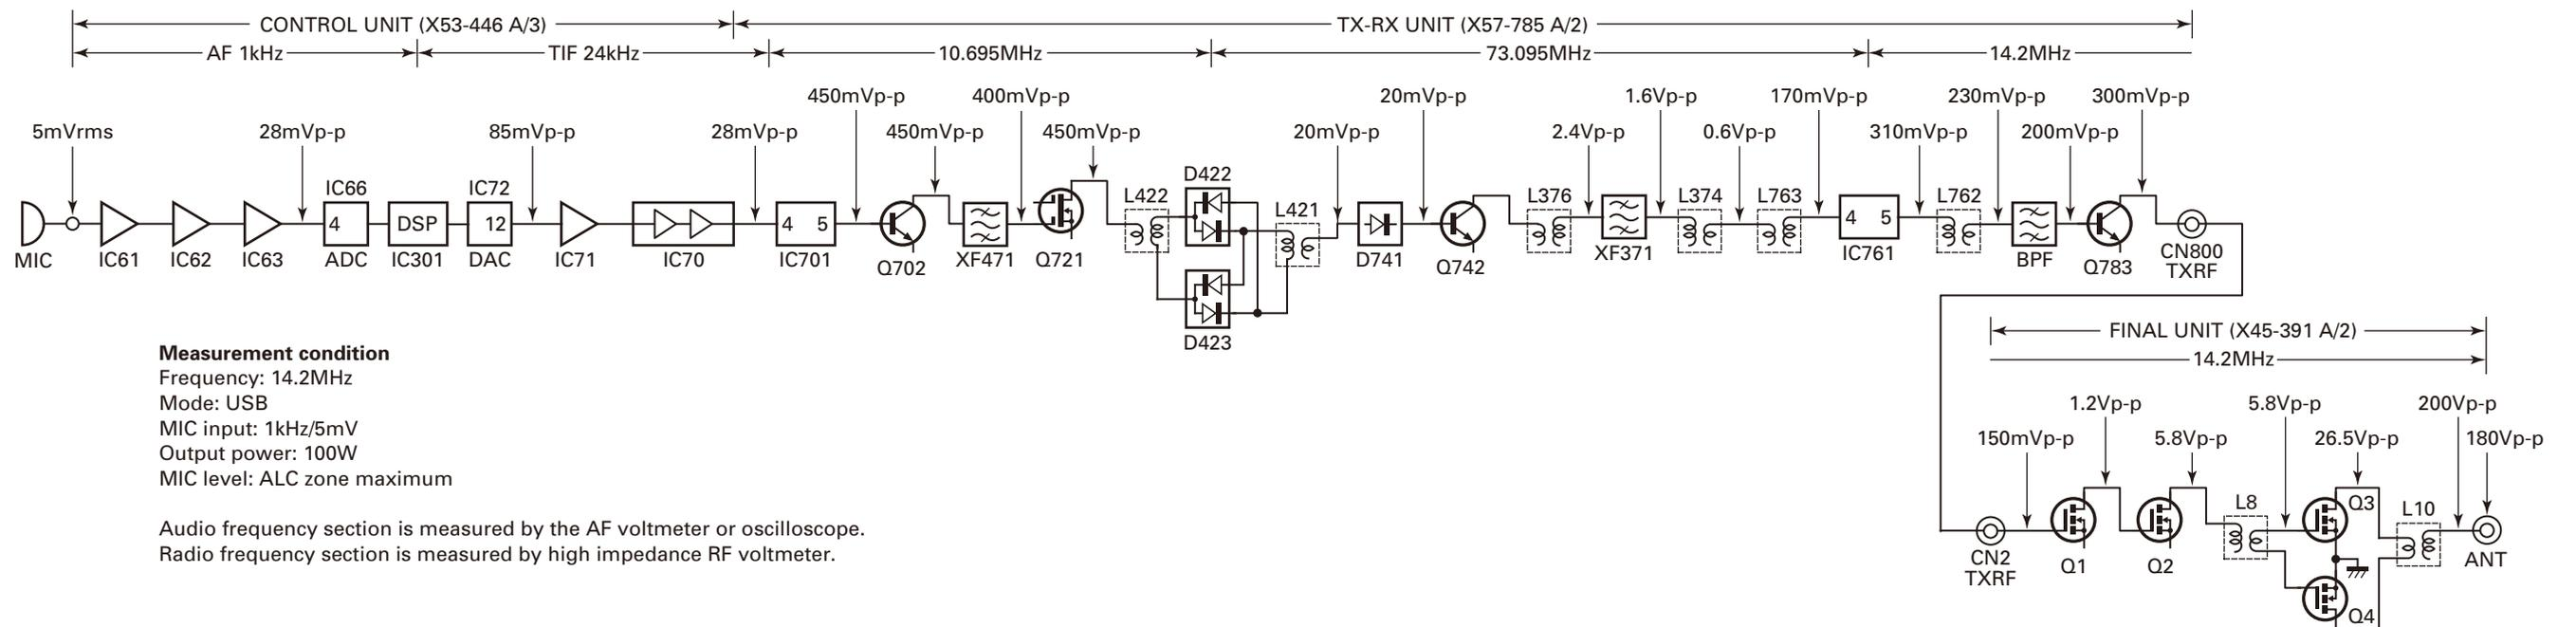 CONTROL UNIT (X53-446 A/3)
TX-RX UNIT (X57-785 A/2)
AF 1kHz
TIF 24kHz
10.695MHz
73.095MHz
14.2MHz
450mVp-p
400mVp-p
20mVp-p
1.6Vp-p
170mVp-p
230mVp-p
300mVp-p
5mVrms
28mVp-p
85mVp-p
28mVp-p
450mVp-p
450mVp-p
20mVp-p
2.4Vp-p
0.6Vp-p
310mVp-p
200mVp-p
D422
IC66
IC72
L422
L421
L376
L374
L763
L762
4
DSP
12
4 5
4 5
MIC
IC61
IC62
IC63
ADC
IC301
DAC
IC71
IC70
IC701
Q702
XF471
Q721
D741
Q742
XF371
IC761
BPF
Q783
CN800
TXRF
D423
FINAL UNIT (X45-391 A/2)
14.2MHz
Measurement condition
Frequency: 14.2MHz
Mode: USB
MIC input: 1kHz/5mV
Output power: 100W
MIC level: ALC zone maximum
Audio frequency section is measured by the AF voltmeter or oscilloscope.
Radio frequency section is measured by high impedance RF voltmeter.
1.2Vp-p
5.8Vp-p
200Vp-p
150mVp-p
5.8Vp-p
26.5Vp-p
180Vp-p
L8
Q3
L10
CN2
TXRF
Q1
Q2
ANT
Q4